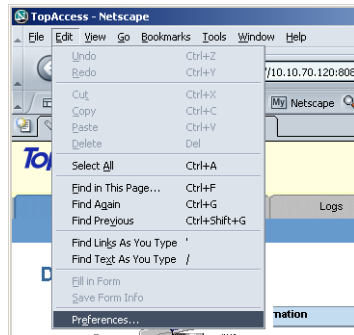 TopAccess - Netscape
File Edit View Go Bookmarks Tools Window Help
Undo Ctrl+Z
Redo Ctrl+Y
/10.10.70.120:808
Cut Ctrl+X
My Netscape
Copy Ctrl+C
Paste Ctrl+V
Delete Del
Top
Select All Ctrl+A
Find in This Page... Ctrl+F
Find Again Ctrl+G
Logs
Find Previous Ctrl+Shift+G
Find Links As You Type '
Find Text As You Type /
D
Fill in Form
Save Form Info
mation
Preferences...